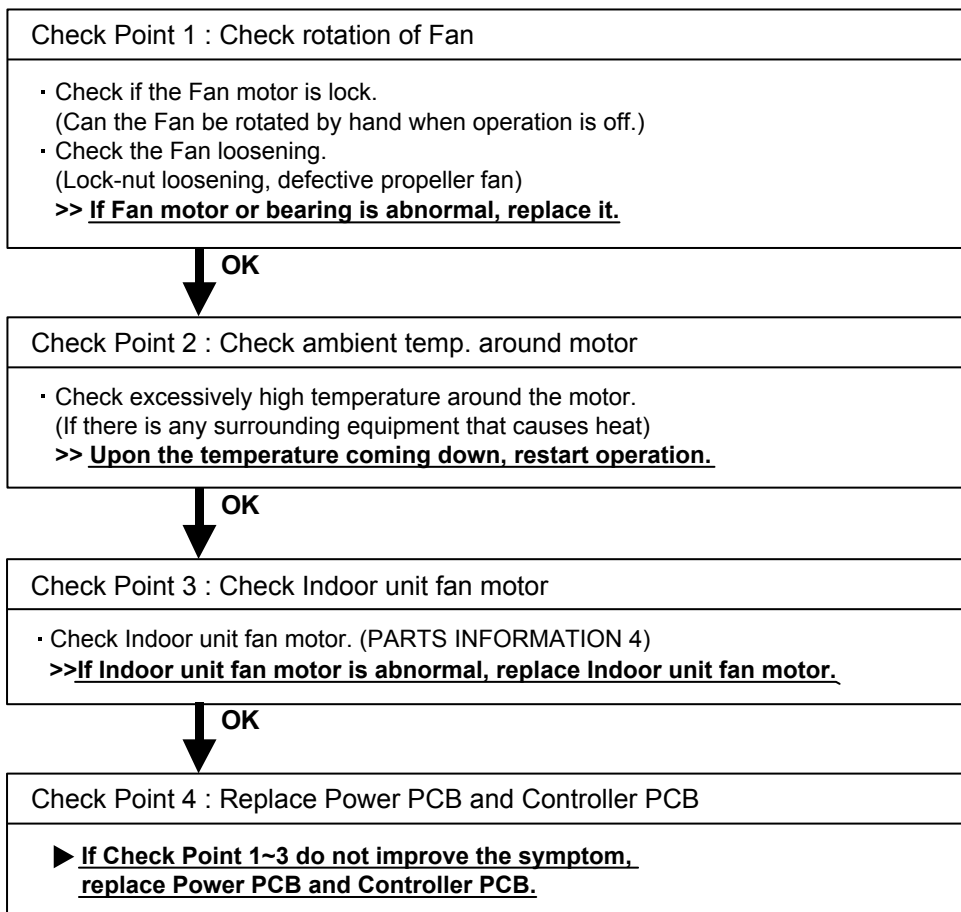 Check Point 1 : Check rotation of Fan
・Check if the Fan motor is lock.
(Can the Fan be rotated by hand when operation is off.)
・Check the Fan loosening.
(Lock-nut loosening, defective propeller fan)
>> If Fan motor or bearing is abnormal, replace it.
OK
Check Point 2 : Check ambient temp. around motor
・Check excessively high temperature around the motor.
(If there is any surrounding equipment that causes heat)
>> Upon the temperature coming down, restart operation.
OK
Check Point 3 : Check Indoor unit fan motor
・Check Indoor unit fan motor. (PARTS INFORMATION 4)
>>If Indoor unit fan motor is abnormal, replace Indoor unit fan motor.
OK
Check Point 4 : Replace Power PCB and Controller PCB
▶ If Check Point 1~3 do not improve the symptom,
replace Power PCB and Controller PCB.